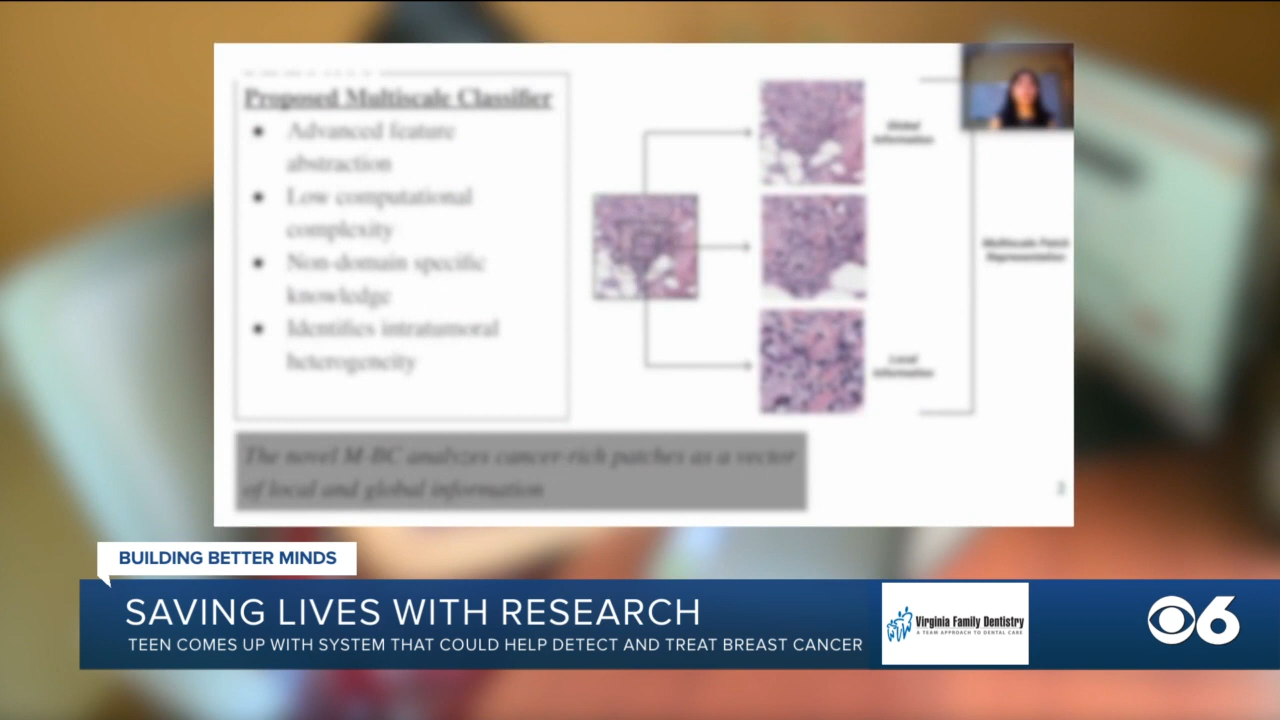 Proposed Multiscale Classifier
● Advanced feature
abstraction
● Low computational
complexity
● Non-domain specific
knowledge
● Identifies intratumoral
heterogeneity
Global
Information
Multiscale Patch
Representation
Local
Information
The novel M-BC analyzes cancer-rich patches as a vector
of local and global information
BUILDING BETTER MINDS
SAVING LIVES WITH RESEARCH
TEEN COMES UP WITH SYSTEM THAT COULD HELP DETECT AND TREAT BREAST CANCER
Virginia Family Dentistry
A TEAM APPROACH TO DENTAL CARE
6